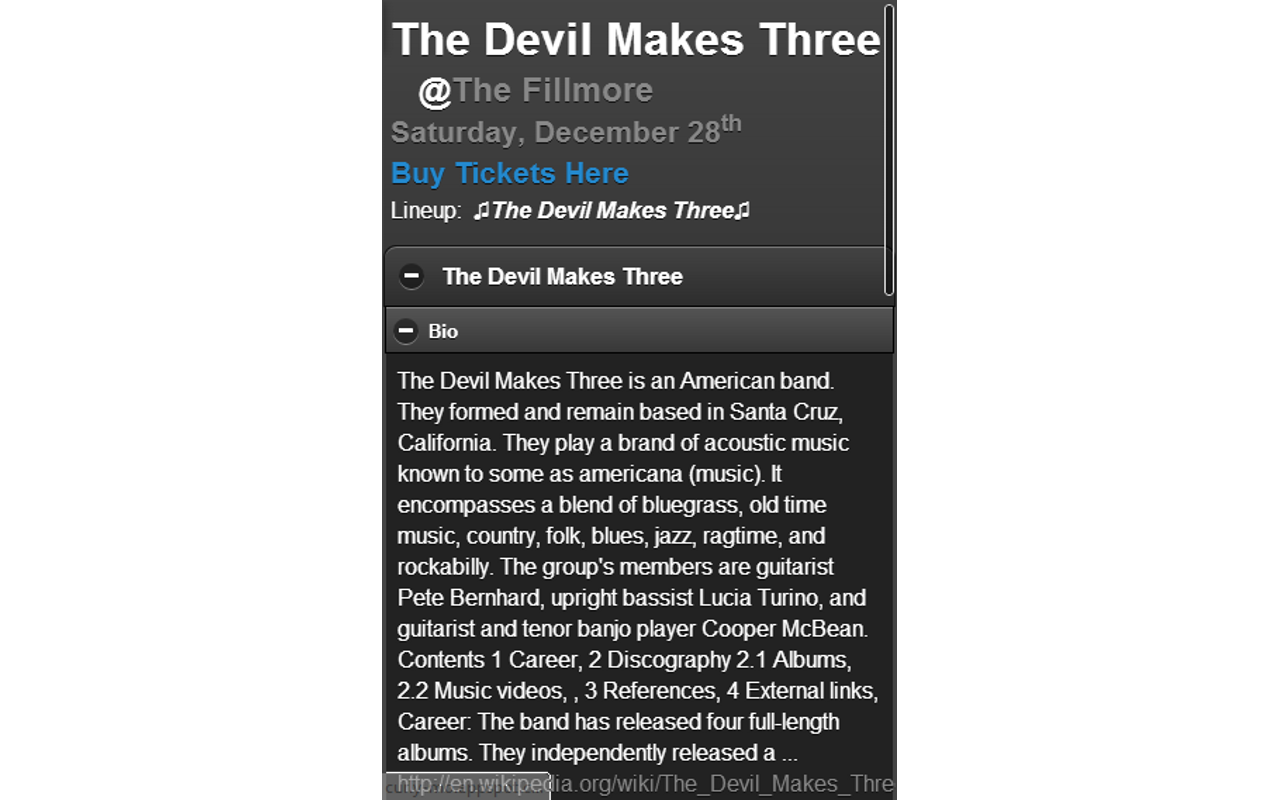 The Devil Makes Three
@The Fillmore
Saturday, December 28th
Buy Tickets Here
Lineup: ♫The Devil Makes Three♫
The Devil Makes Three
Bio
The Devil Makes Three is an American band.
They formed and remain based in Santa Cruz,
California. They play a brand of acoustic music
known to some as americana (music). It
encompasses a blend of bluegrass, old time
music, country, folk, blues, jazz, ragtime, and
rockabilly. The group's members are guitarist
Pete Bernhard, upright bassist Lucia Turino, and
guitarist and tenor banjo player Cooper McBean.
Contents 1 Career, 2 Discography 2.1 Albums,
2.2 Music videos, , 3 References, 4 External links,
Career: The band has released four full-length
albums. They independently released a ...
http://en.wikipedia.org/wiki/The_Devil_Makes_Thre